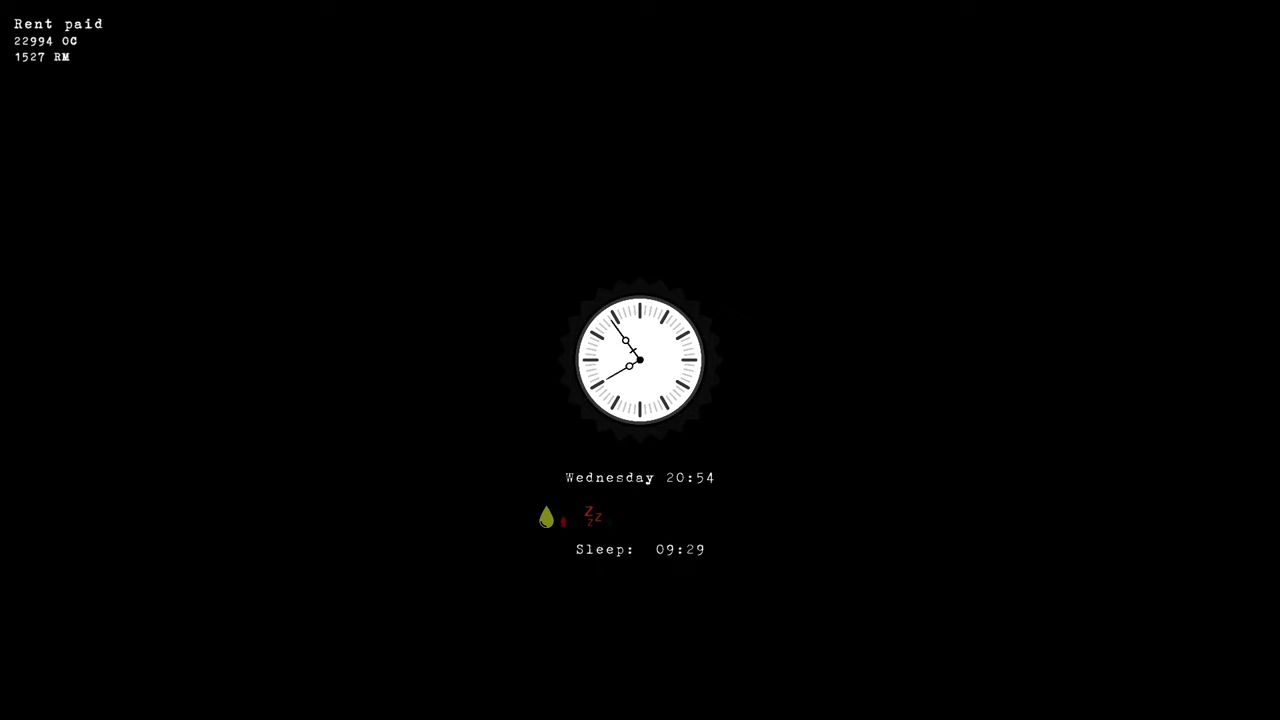 Rent paid
22994 OC
1527 RM
Wednesday 20:54
Z Z Z
Sleep: 09:29